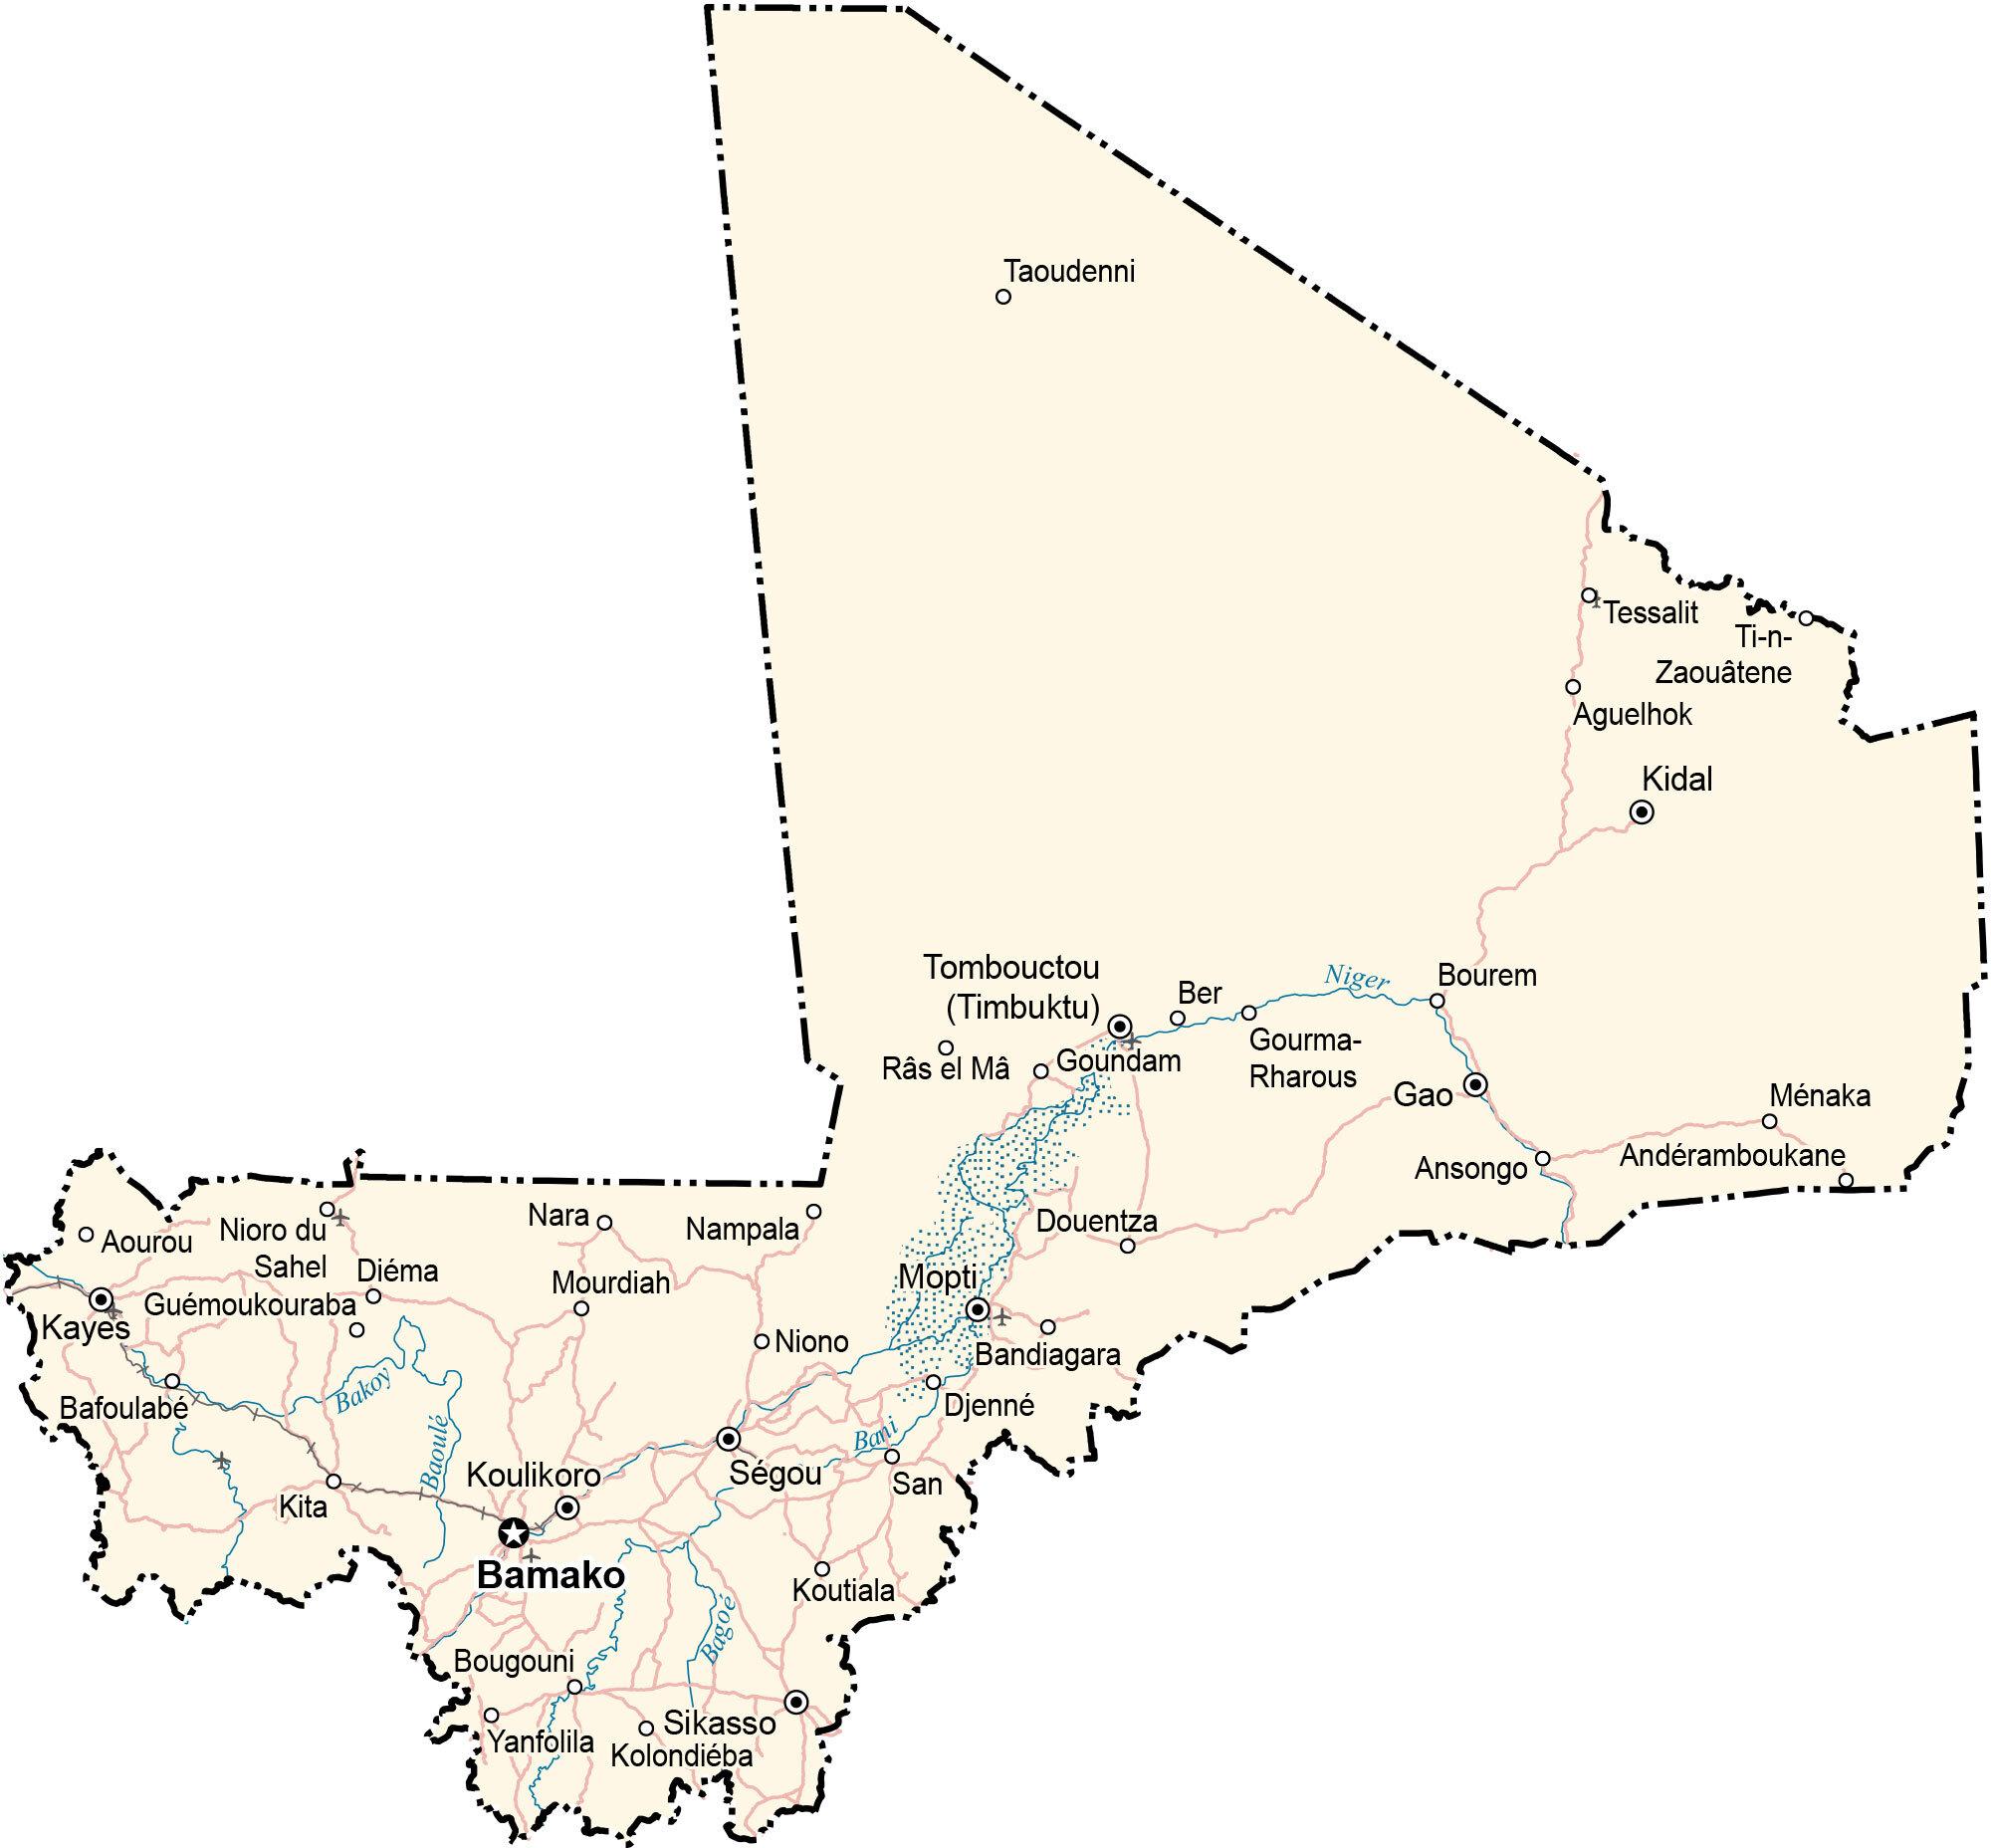 Taoudenni
Tessalit
Ti-n-
Zaouâtene
Aguelhok
Kidal
Tombouctou
(Timbuktu)
Niger
Bourem
Ber
Gourma-
Rharous
Râs el Mâ
Goundam
Gao
Ménaka
Andéramboukane
Ansongo
Douentza
Nara
Nampala
Nioro du
Sahel
Aourou
Diéma
Mourdiah
Mopti
Guémoukouraba
Kayes
Niono
Bandiagara
Bakoy
Bafoulabé
Djenné
Bani
Baoulé
Koulikoro
Ségou
San
Kita
Bamako
Koutiala
Bagoé
Bougouni
Sikasso
Yanfolila
Kolondiéba